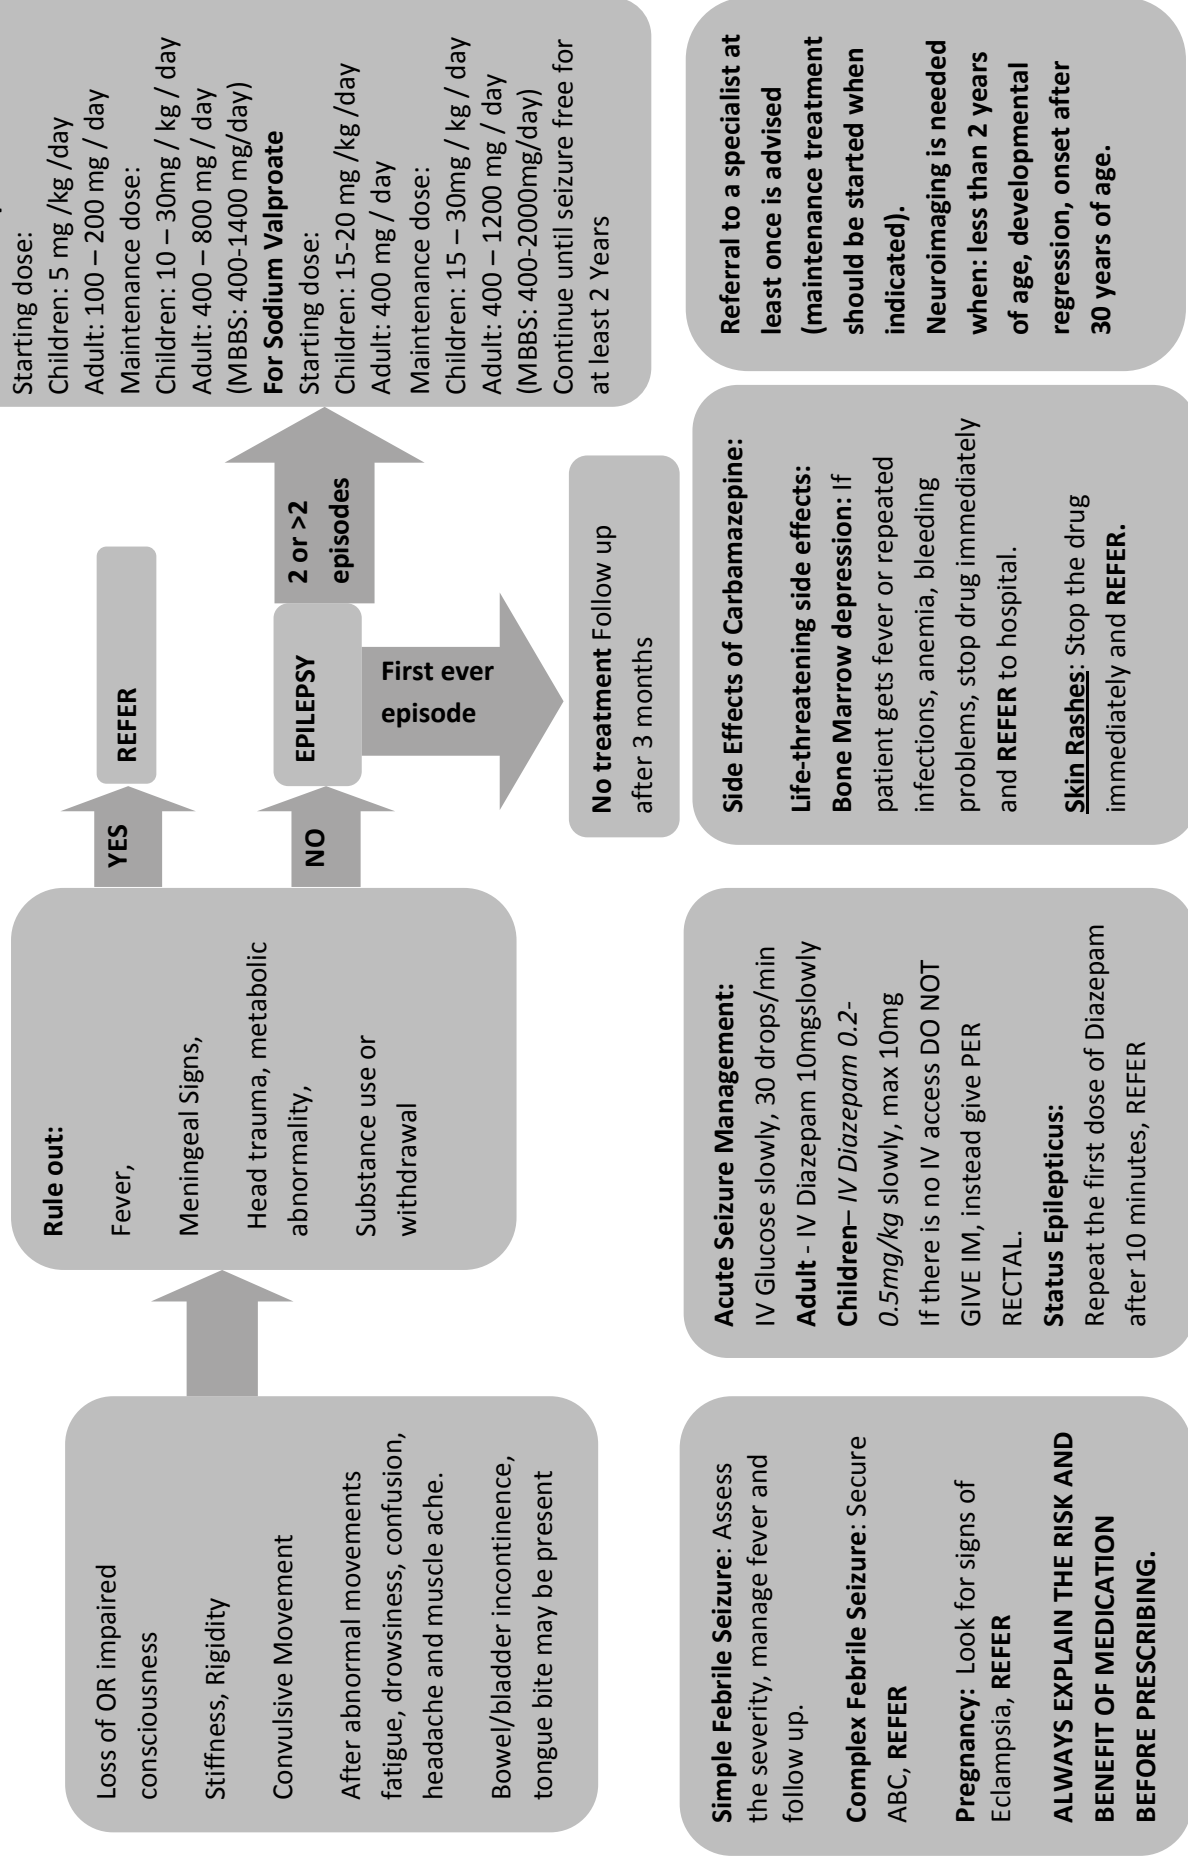 Loss of OR impaired
consciousness
Stiffness, Rigidity
Convulsive Movement
After abnormal movements
fatigue, drowsiness, confusion,
headache and muscle ache.
Bowel/bladder incontinence,
tongue bite may be present
Rule out:
Fever,
Meningeal Signs,
Head trauma, metabolic
abnormality,
Substance use or
withdrawal
YES
REFER
NO
EPILEPSY
2 or >2
episodes
First ever
episode
No treatment Follow up
after 3 months
Starting dose:
Children: 5 mg /kg /day
Adult: 100 – 200 mg / day
Maintenance dose:
Children: 10 – 30mg / kg / day
Adult: 400 – 800 mg / day
(MBBS: 400-1400 mg/day)
For Sodium Valproate
Starting dose:
Children: 15-20 mg /kg /day
Adult: 400 mg / day
Maintenance dose:
Children: 15 – 30mg / kg / day
Adult: 400 – 1200 mg / day
(MBBS: 400-2000mg/day)
Continue until seizure free for
at least 2 Years
Simple Febrile Seizure: Assess
the severity, manage fever and
follow up.
Complex Febrile Seizure: Secure
ABC, REFER
Pregnancy: Look for signs of
Eclampsia, REFER
ALWAYS EXPLAIN THE RISK AND
BENEFIT OF MEDICATION
BEFORE PRESCRIBING.
Acute Seizure Management:
IV Glucose slowly, 30 drops/min
Adult - IV Diazepam 10mgslowly
Children– IV Diazepam 0.2-
0.5mg/kg slowly, max 10mg
If there is no IV access DO NOT
GIVE IM, instead give PER
RECTAL.
Status Epilepticus:
Repeat the first dose of Diazepam
after 10 minutes, REFER
Side Effects of Carbamazepine:
Life-threatening side effects:
Bone Marrow depression: If
patient gets fever or repeated
infections, anemia, bleeding
problems, stop drug immediately
and REFER to hospital.
Skin Rashes: Stop the drug
immediately and REFER.
Referral to a specialist at
least once is advised
(maintenance treatment
should be started when
indicated).
Neuroimaging is needed
when: less than 2 years
of age, developmental
regression, onset after
30 years of age.